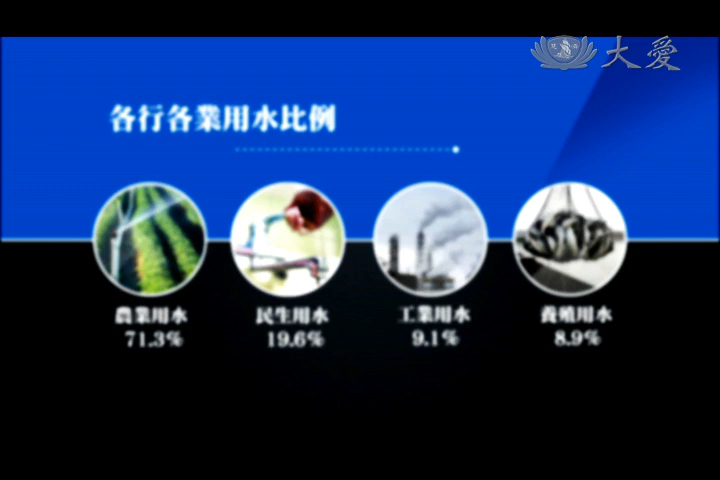 大愛
各行各業用水比例
農業用水
71.3%
民生用水
19.6%
工業用水
9.1%
養殖用水
8.9%